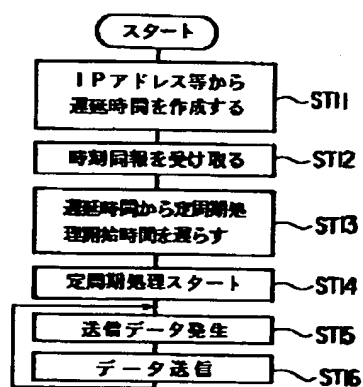 スタート
IPアドレス等から
遅延時間を作成する
ST11
時刻同報を受け取る
ST12
遅延時間から定周期処
理開始時間を遅らす
ST13
定周期処理スタート
ST14
送信データ発生
ST15
データ送信
ST16